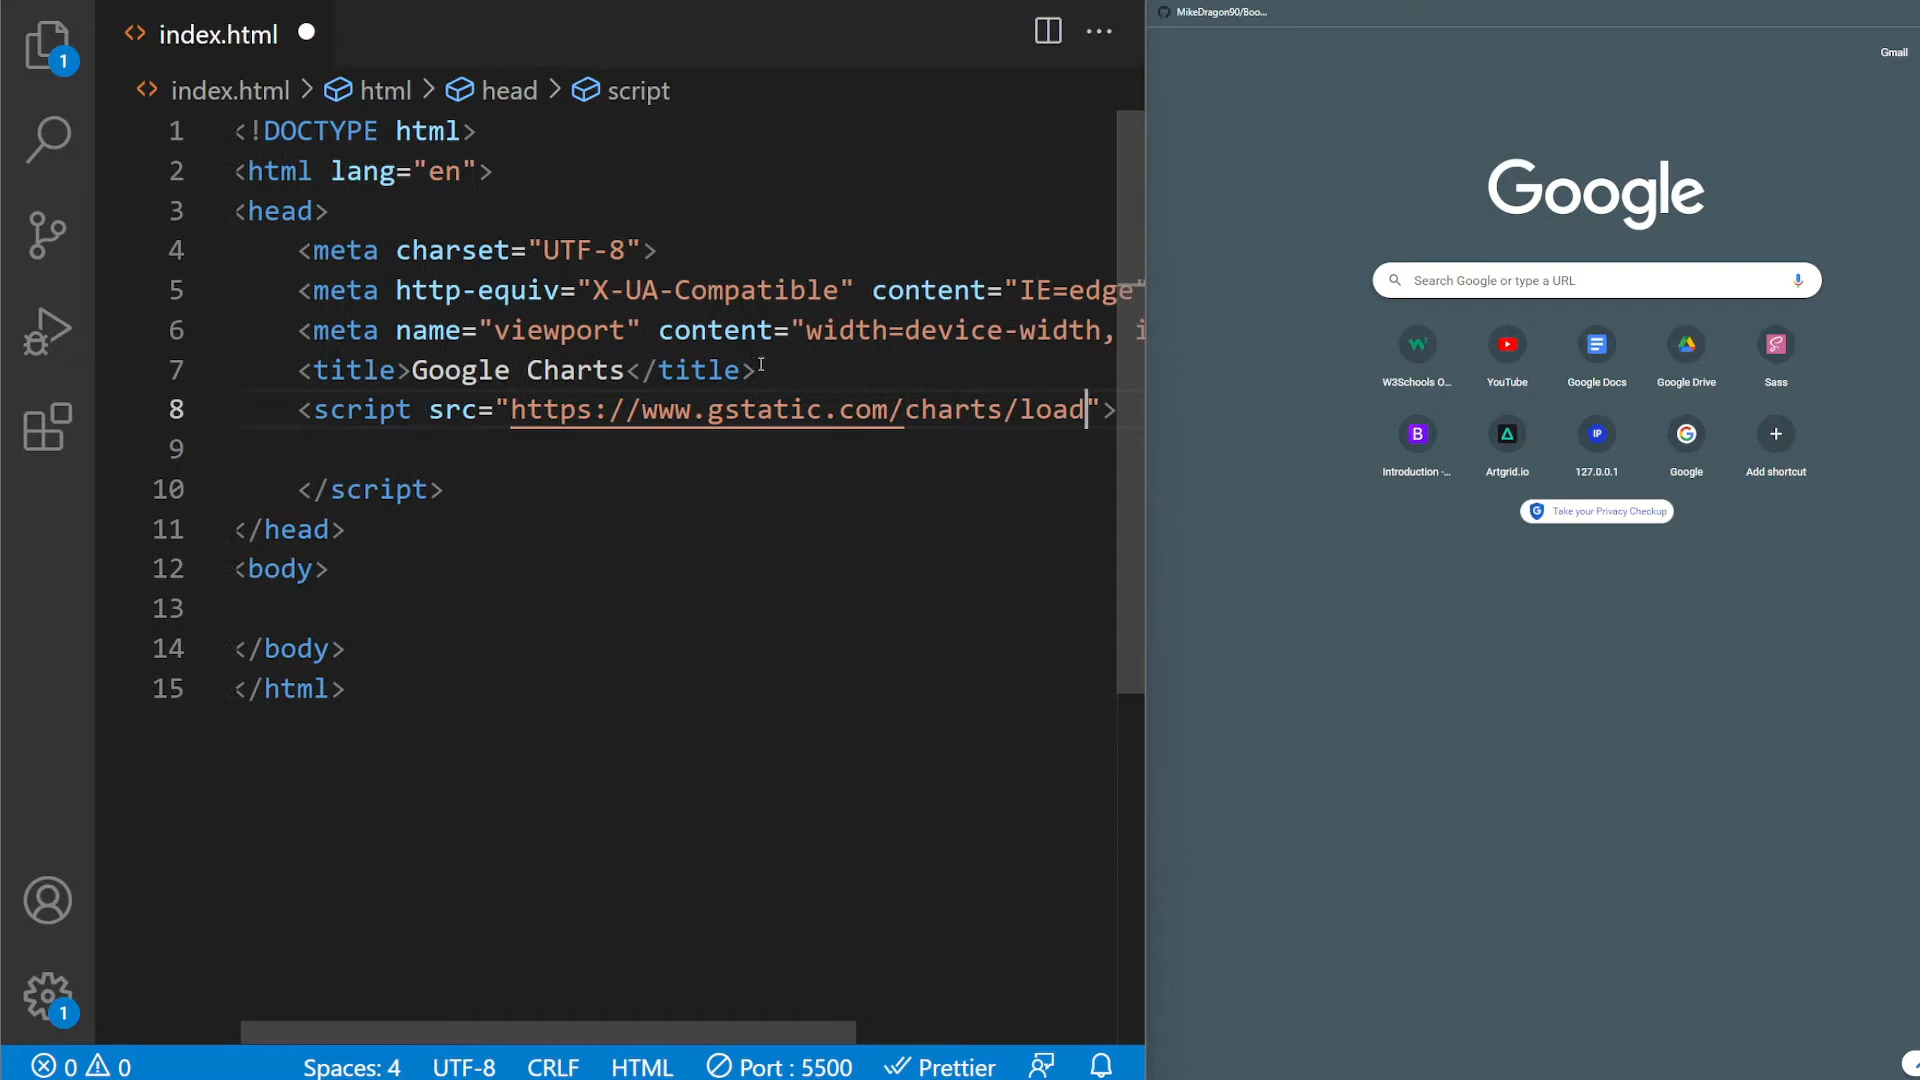 index.html
index.html > html > head > script
1 <!DOCTYPE html>
2 <html lang="en">
3 <head>
4 <meta charset="UTF-8">
5 <meta http-equiv="X-UA-Compatible" content="IE=edge"
6 <meta name="viewport" content="width=device-width, i
7 <title>Google Charts</title>
8 <script src="https://www.gstatic.com/charts/load">
9
10 </script>
11 </head>
12 <body>
13
14 </body>
15 </html>
1
1
0 0
Spaces: 4
UTF-8
CRLF
HTML
Port : 5500
Prettier
MikeDragon90/Boo...
Gmail
Google
Search Google or type a URL
W3Schools O...
YouTube
Google Docs
Google Drive
Sass
B
IP
G
Introduction -...
Artgrid.io
127.0.0.1
Google
Add shortcut
G
Take your Privacy Checkup